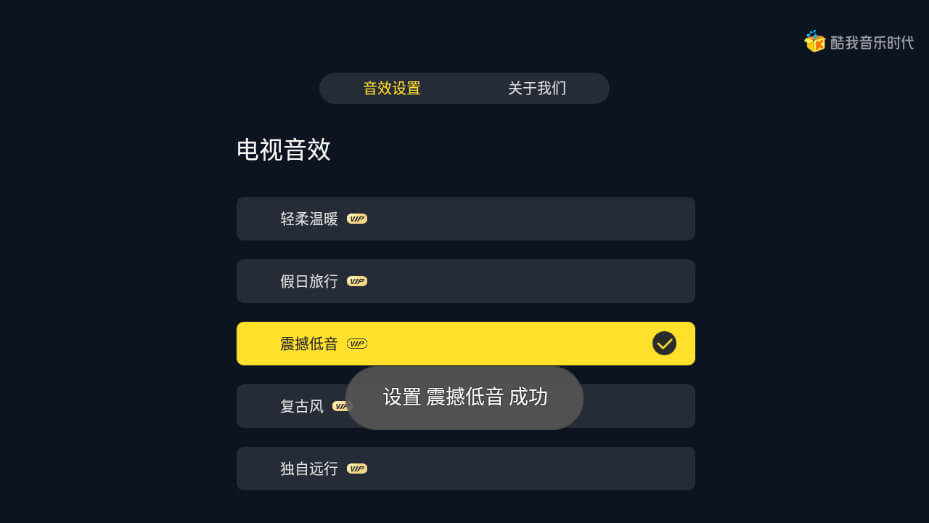 酷我音乐时代
音效设置 关于我们
电视音效
轻柔温暖 VIP
假日旅行 VIP
震撼低音 VIP
设置 震撼低音 成功
复古风 VIP
独自远行 VIP